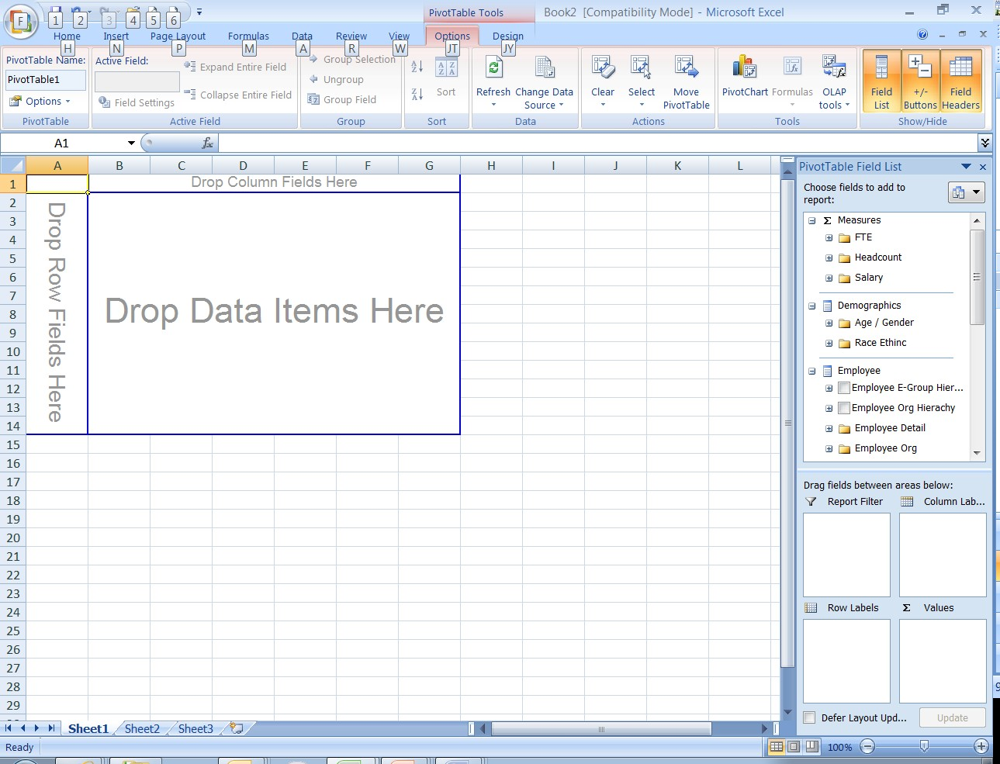 F
1 2 3 4 5 6
PivotTable Tools
Book2 [Compatibility Mode] - Microsoft Excel
Home Insert Page Layout Formulas Data Review View Options Design
H N P M A R W JT JY
PivotTable Name:
PivotTable1
Options
PivotTable
Active Field:
Field Settings
Expand Entire Field
Collapse Entire Field
Active Field
Group Selection
Ungroup
Group Field
Group
Sort
Sort
Refresh
Change Data
Source
Data
Clear
Select
Move
PivotTable
Actions
PivotChart
Formulas
OLAP
tools
Tools
Field
List
+/-
Buttons
Field
Headers
Show/Hide
A1
fx
A B C D E F G H I J K L
1
2
3
4
5
6
7
8
9
10
11
12
13
14
15
16
17
18
19
20
21
22
23
24
25
26
27
28
29
Drop Column Fields Here
Drop Row Fields Here
Drop Data Items Here
PivotTable Field List
Choose fields to add to
report:
Σ Measures
FTE
Headcount
Salary
Demographics
Age / Gender
Race Ethinc
Employee
Employee E-Group Hier...
Employee Org Hierachy
Employee Detail
Employee Org
Drag fields between areas below:
Report Filter
Column Lab...
Row Labels
Σ Values
Defer Layout Upd...
Update
Sheet1 Sheet2 Sheet3
Ready
100%